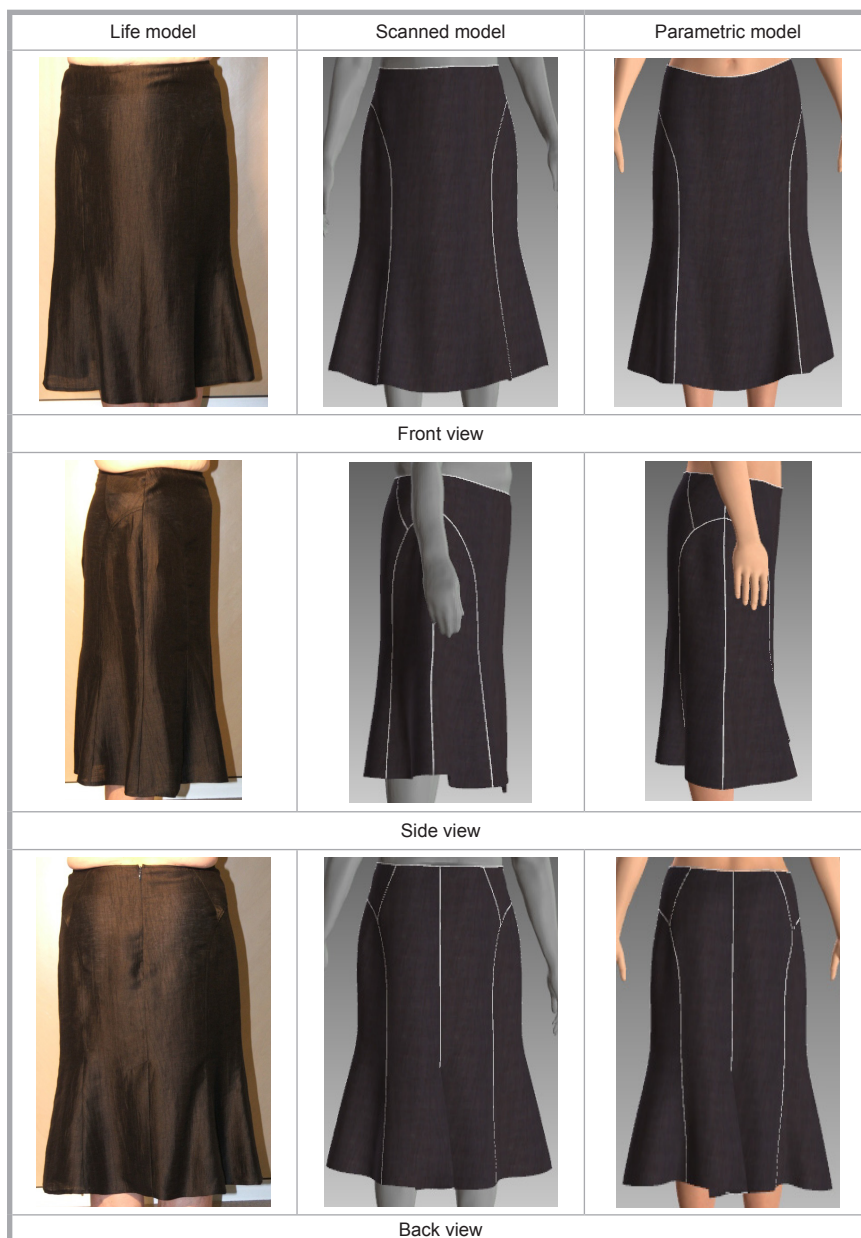 Life model
Scanned model
Parametric model
Front view
Side view
Back view